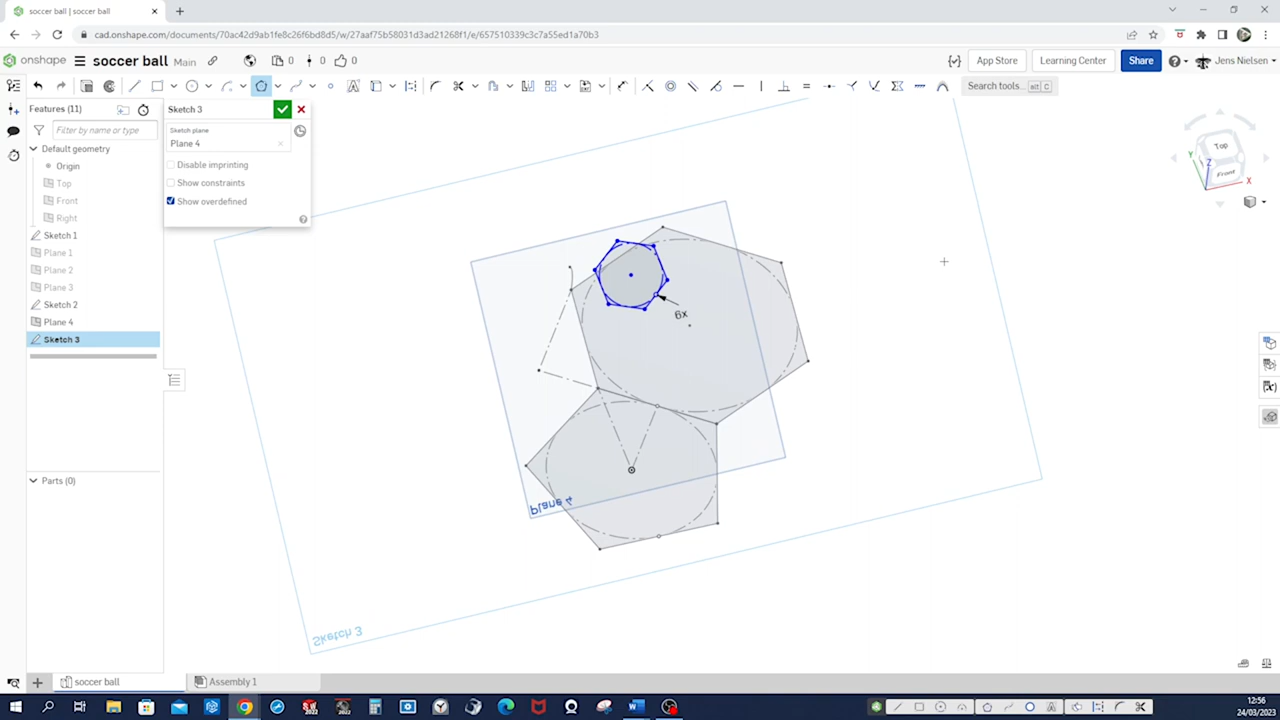 soccer ball
cad.onshape.com/documents/70ac42d9ab1fe8c26f6bd8d5/w/27aaf75b58031d3ad21268f1/e/657510339c3c7a55ed1a70b3
onshape
soccer ball Main
0 0 0
App Store
Learning Center
Share
Jens Nielsen
Search tools... alt C
Features (11)
Filter by name or type
Default geometry
Origin
Top
Front
Right
Sketch 1
Plane 1
Plane 2
Plane 3
Sketch 2
Plane 4
Sketch 3
Parts (0)
Sketch 3
Sketch plane
Plane 4
Disable imprinting
Show constraints
Show overdefined
6x
Plane 4
Sketch 3
Top
Front
X
Y
Z
soccer ball
Assembly 1
12:56
24/03/2023